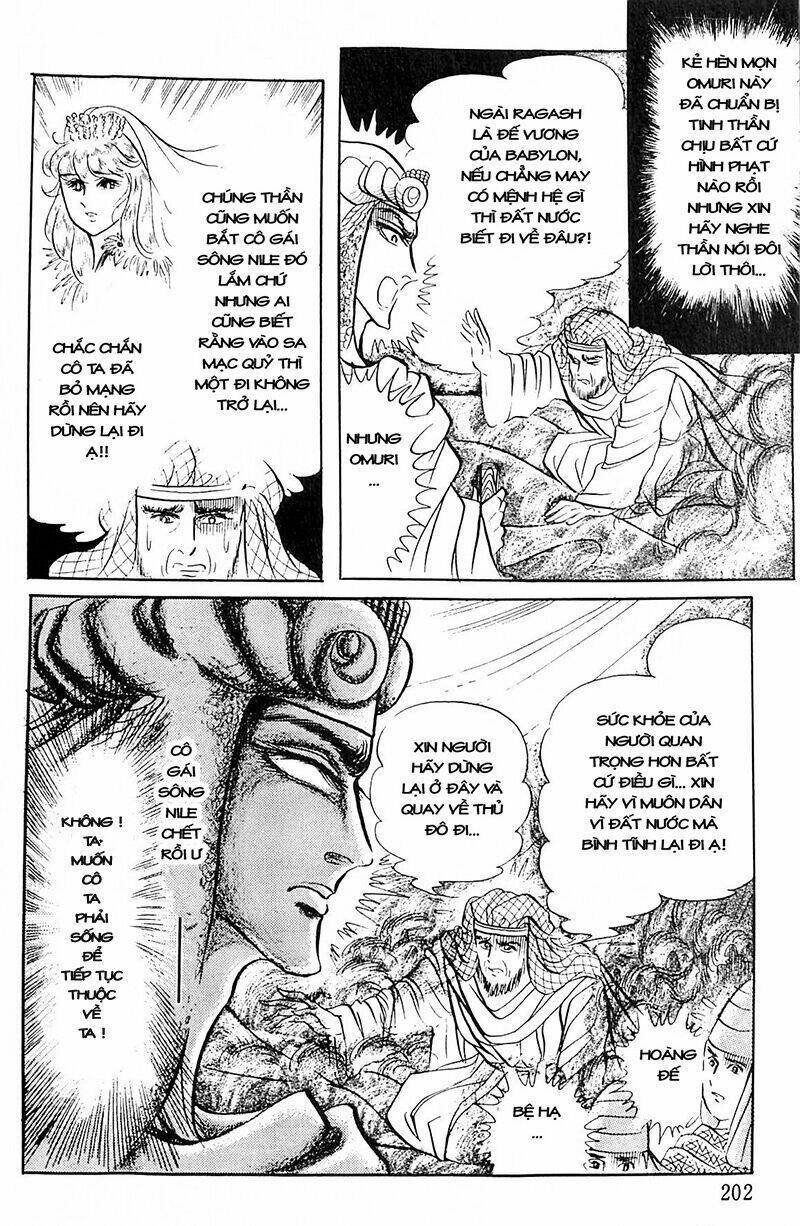 KẺ HÈN MỌN
OMURI NÀY
ĐÃ CHUẨN BỊ
TINH THẦN
CHỊU BẤT CỨ
HÌNH PHẠT
NÀO RỒI
NHƯNG XIN
HÃY NGHE
THẦN NÓI ĐÔI
LỜI THÔI...
NGÀI RAGASH
LÀ ĐẾ VƯƠNG
CỦA BABYLON,
NẾU CHẲNG MAY
CÓ MỆNH HỆ GÌ
THÌ ĐẤT NƯỚC
BIẾT ĐI VỀ ĐÂU?!
NHƯNG
OMURI
...
CHÚNG THẦN
CŨNG MUỐN
BẮT CÔ GÁI
SÔNG NILE ĐÓ
LẮM CHỨ
NHƯNG AI
CŨNG BIẾT
RẰNG VÀO SA
MẠC QUỶ THÌ
MỘT ĐI KHÔNG
TRỞ LẠI...
CHẮC CHẮN
CÔ TA ĐÃ
BỎ MẠNG
RỒI NÊN HÃY
DỪNG LẠI ĐI
Ạ!!
SỨC KHỎE CỦA
NGƯỜI QUAN
TRỌNG HƠN BẤT
CỨ ĐIỀU GÌ... XIN
HÃY VÌ MUÔN DÂN
VÌ ĐẤT NƯỚC MÀ
BÌNH TĨNH LẠI ĐI Ạ!
XIN NGƯỜI
HÃY DỪNG
LẠI Ở ĐÂY VÀ
QUAY VỀ THỦ
ĐÔ ĐI...
CÔ
GÁI
SÔNG
NILE
CHẾT
RỒI Ư
KHÔNG !
TA
MUỐN
CÔ
TA
PHẢI
SỐNG
ĐỂ
TIẾP TỤC
THUỘC
VỀ
TA !
HOÀNG
ĐẾ
BỆ HẠ
...
202